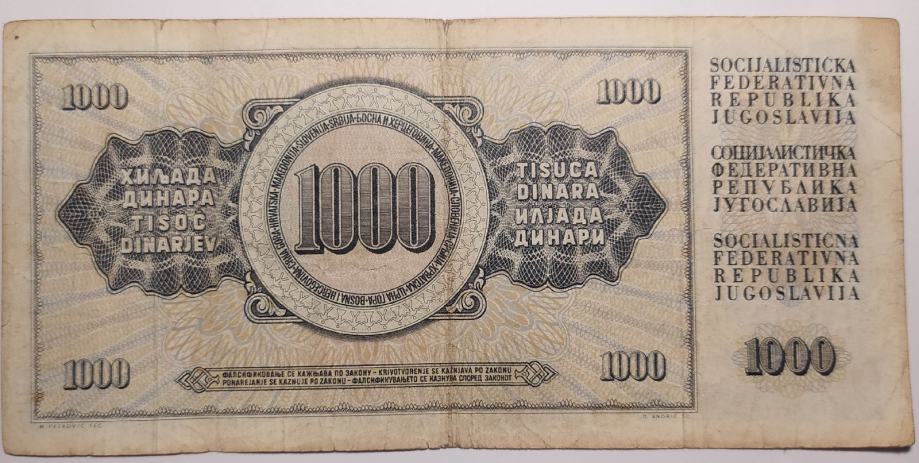 1000
1000
ХИЉАДА
ДИНАРА
TISOČ
DINARJEV
1000
TISUĆA
DINARA
ИЛЈАДА
ДИНАРИ
1000
1000
ФАЛСИФИКОВАЊЕ СЕ КАЖЊАВА ПО ЗАКОНУ - KRIVOTVORENJE SE KAŽNJAVA PO ZAKONU
PONAREJANJE SE KAZNUJE PO ZAKONU - ФАЛСИФИКУВАЊЕТО СЕ КАЗНУВА СПОРЕД ЗАКОНОТ
SOCIJALISTIČKA
FEDERATIVNA
REPUBLIKA
JUGOSLAVIJA
СОЦИЈАЛИСТИЧКА
ФЕДЕРАТИВНА
РЕПУБЛИКА
ЈУГОСЛАВИЈА
SOCIALISTIČNA
FEDERATIVNA
REPUBLIKA
JUGOSLAVIJA
1000